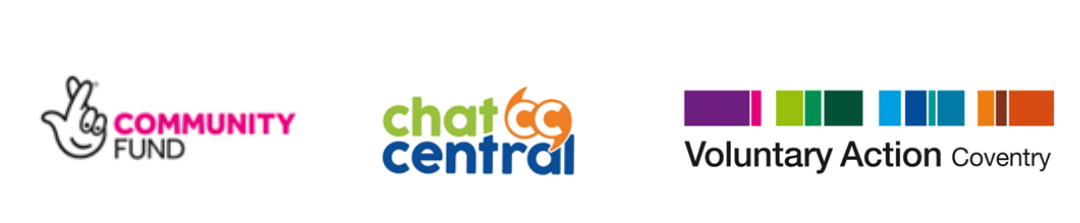 COMMUNITY
FUND
chat cc
central
Voluntary Action Coventry